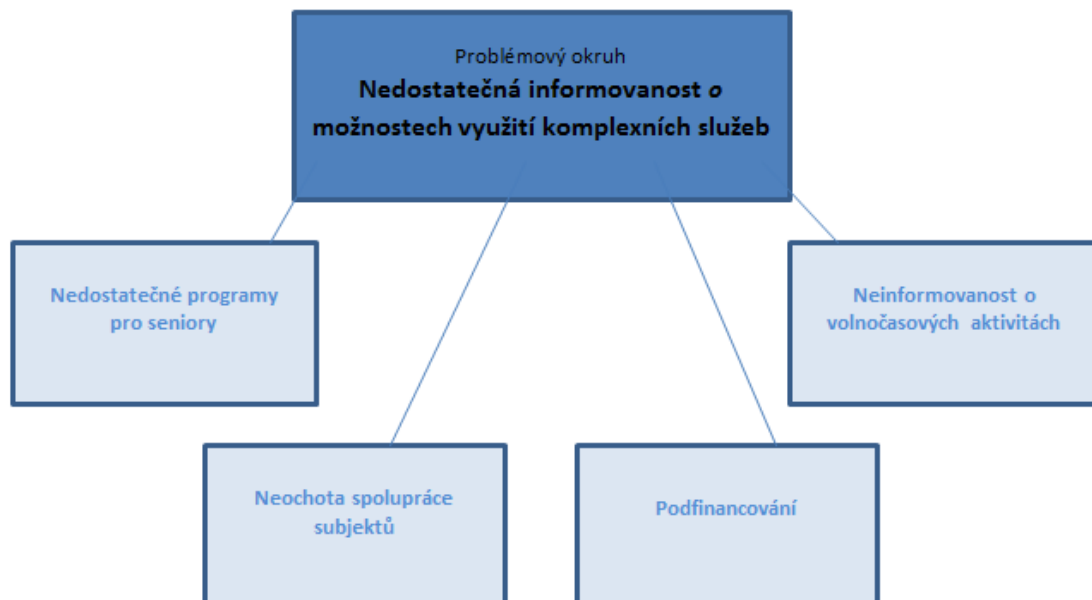 Problémový okruh
Nedostatečná informovanost o
možnostech využití komplexních služeb
Nedostatečné programy
pro seniory
Neinformovanost o
volnočasových aktivitách
Neochota spolupráce
subjektů
Podfinancování